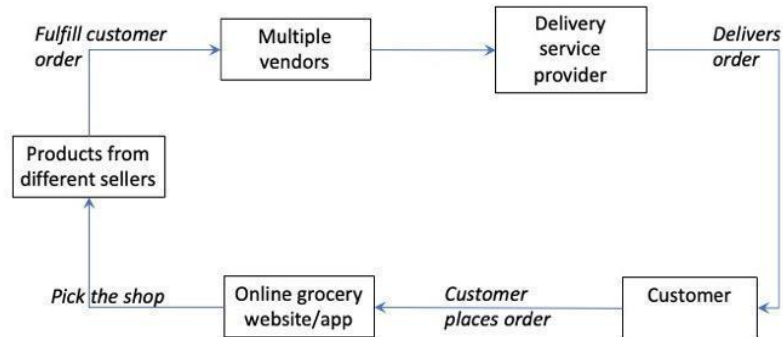 Fulfill customer
order
Multiple
vendors
Delivery
service
provider
Delivers
order
Products from
different sellers
Pick the shop
Online grocery
website/app
Customer
places order
Customer